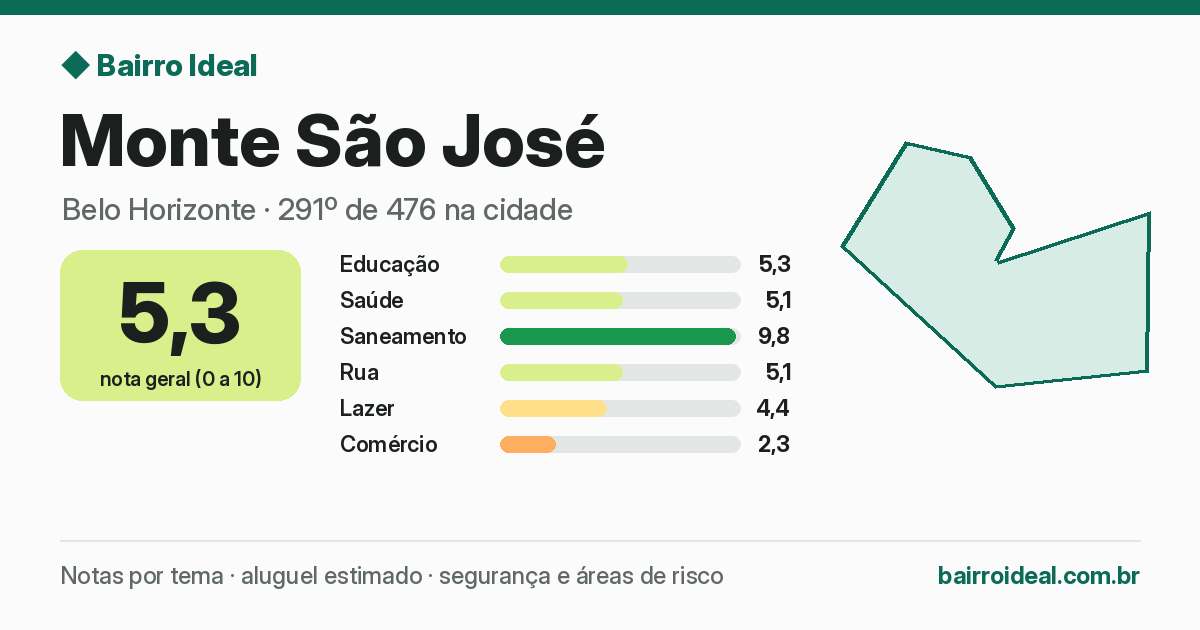 Bairro Ideal
Monte São José
Belo Horizonte · 291º de 476 na cidade
5,3
nota geral (0 a 10)
Educação 5,3
Saúde 5,1
Saneamento 9,8
Rua 5,1
Lazer 4,4
Comércio 2,3
Notas por tema · aluguel estimado · segurança e áreas de risco
bairroideal.com.br